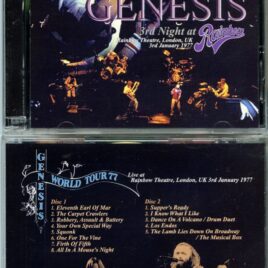 GENESIS
3rd Night at Rainbow
Rainbow Theatre, London, UK
3rd January 1977
GENESIS
WORLD TOUR 77
Live at
Rainbow Theatre, London, UK 3rd January 1977
Disc 1
1. Eleventh Earl Of Mar
2. The Carpet Crawlers
3. Robbery, Assault & Battery
4. Your Own Special Way
5. Squonk
6. One For The Vine
7. Firth Of Fifth
8. All In A Mouse's Night
Disc 2
1. Supper's Ready
2. I Know What I Like
3. Dance On A Volcano / Drum Duet
4. Los Endos
5. The Lamb Lies Down On Broadway
/ The Musical Box